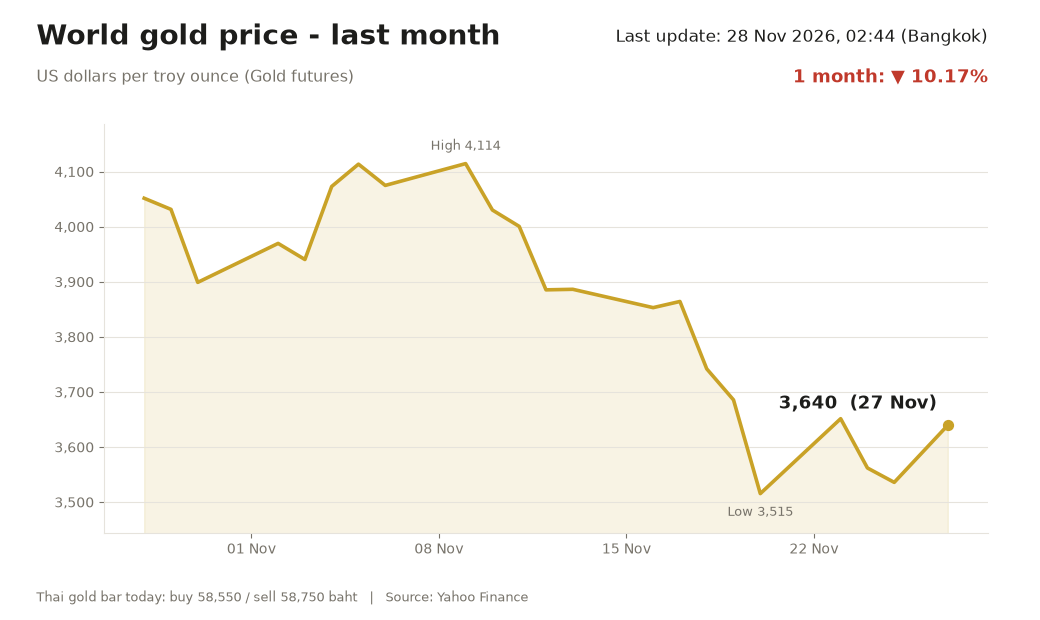 World gold price - last month
Last update: 28 Nov 2026, 02:44 (Bangkok)
US dollars per troy ounce (Gold futures)
1 month: ▼ 10.17%
High 4,114
4,100
4,000
3,900
3,800
3,700
3,640  (27 Nov)
3,600
3,500
Low 3,515
01 Nov
08 Nov
15 Nov
22 Nov
Thai gold bar today: buy 58,550 / sell 58,750 baht   |   Source: Yahoo Finance